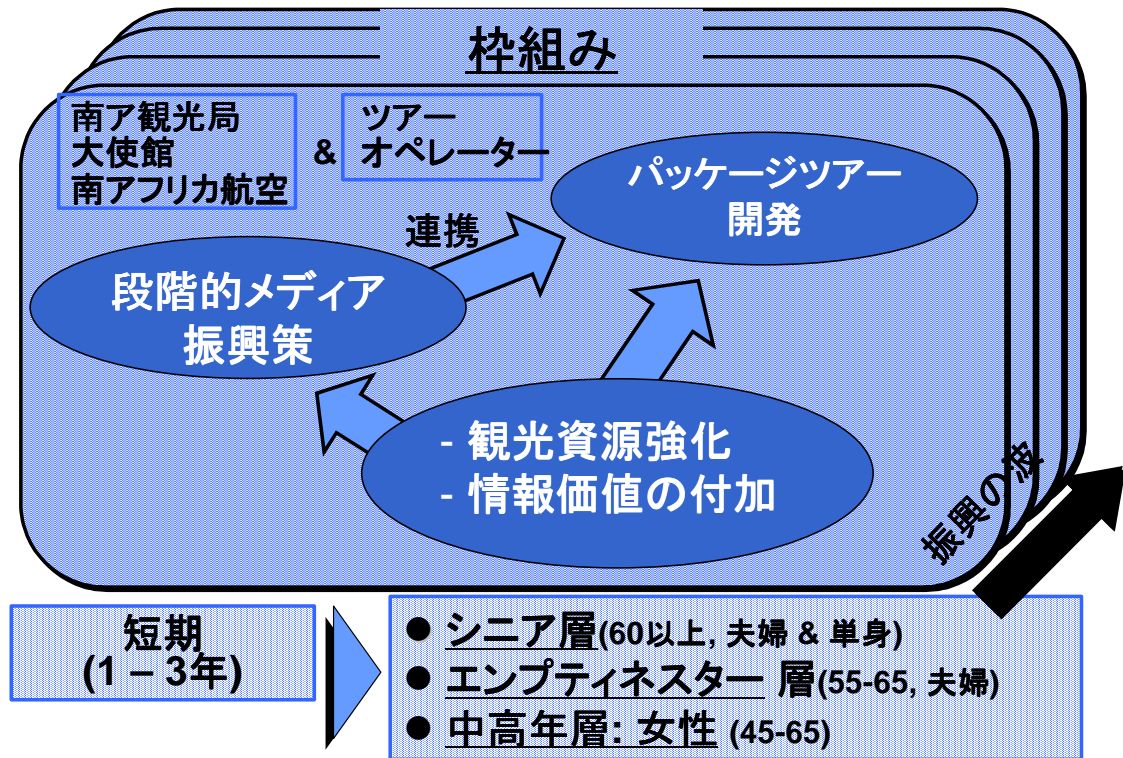 枠組み
南ア観光局
大使館
南アフリカ航空
&
ツアー
オペレーター
パッケージツアー
開発
連携
段階的メディア
振興策
- 観光資源強化
- 情報価値の付加
振興の波
短期
(1 – 3年)
● シニア層(60以上, 夫婦 & 単身)
● エンプティネスター 層(55-65, 夫婦)
● 中高年層: 女性 (45-65)